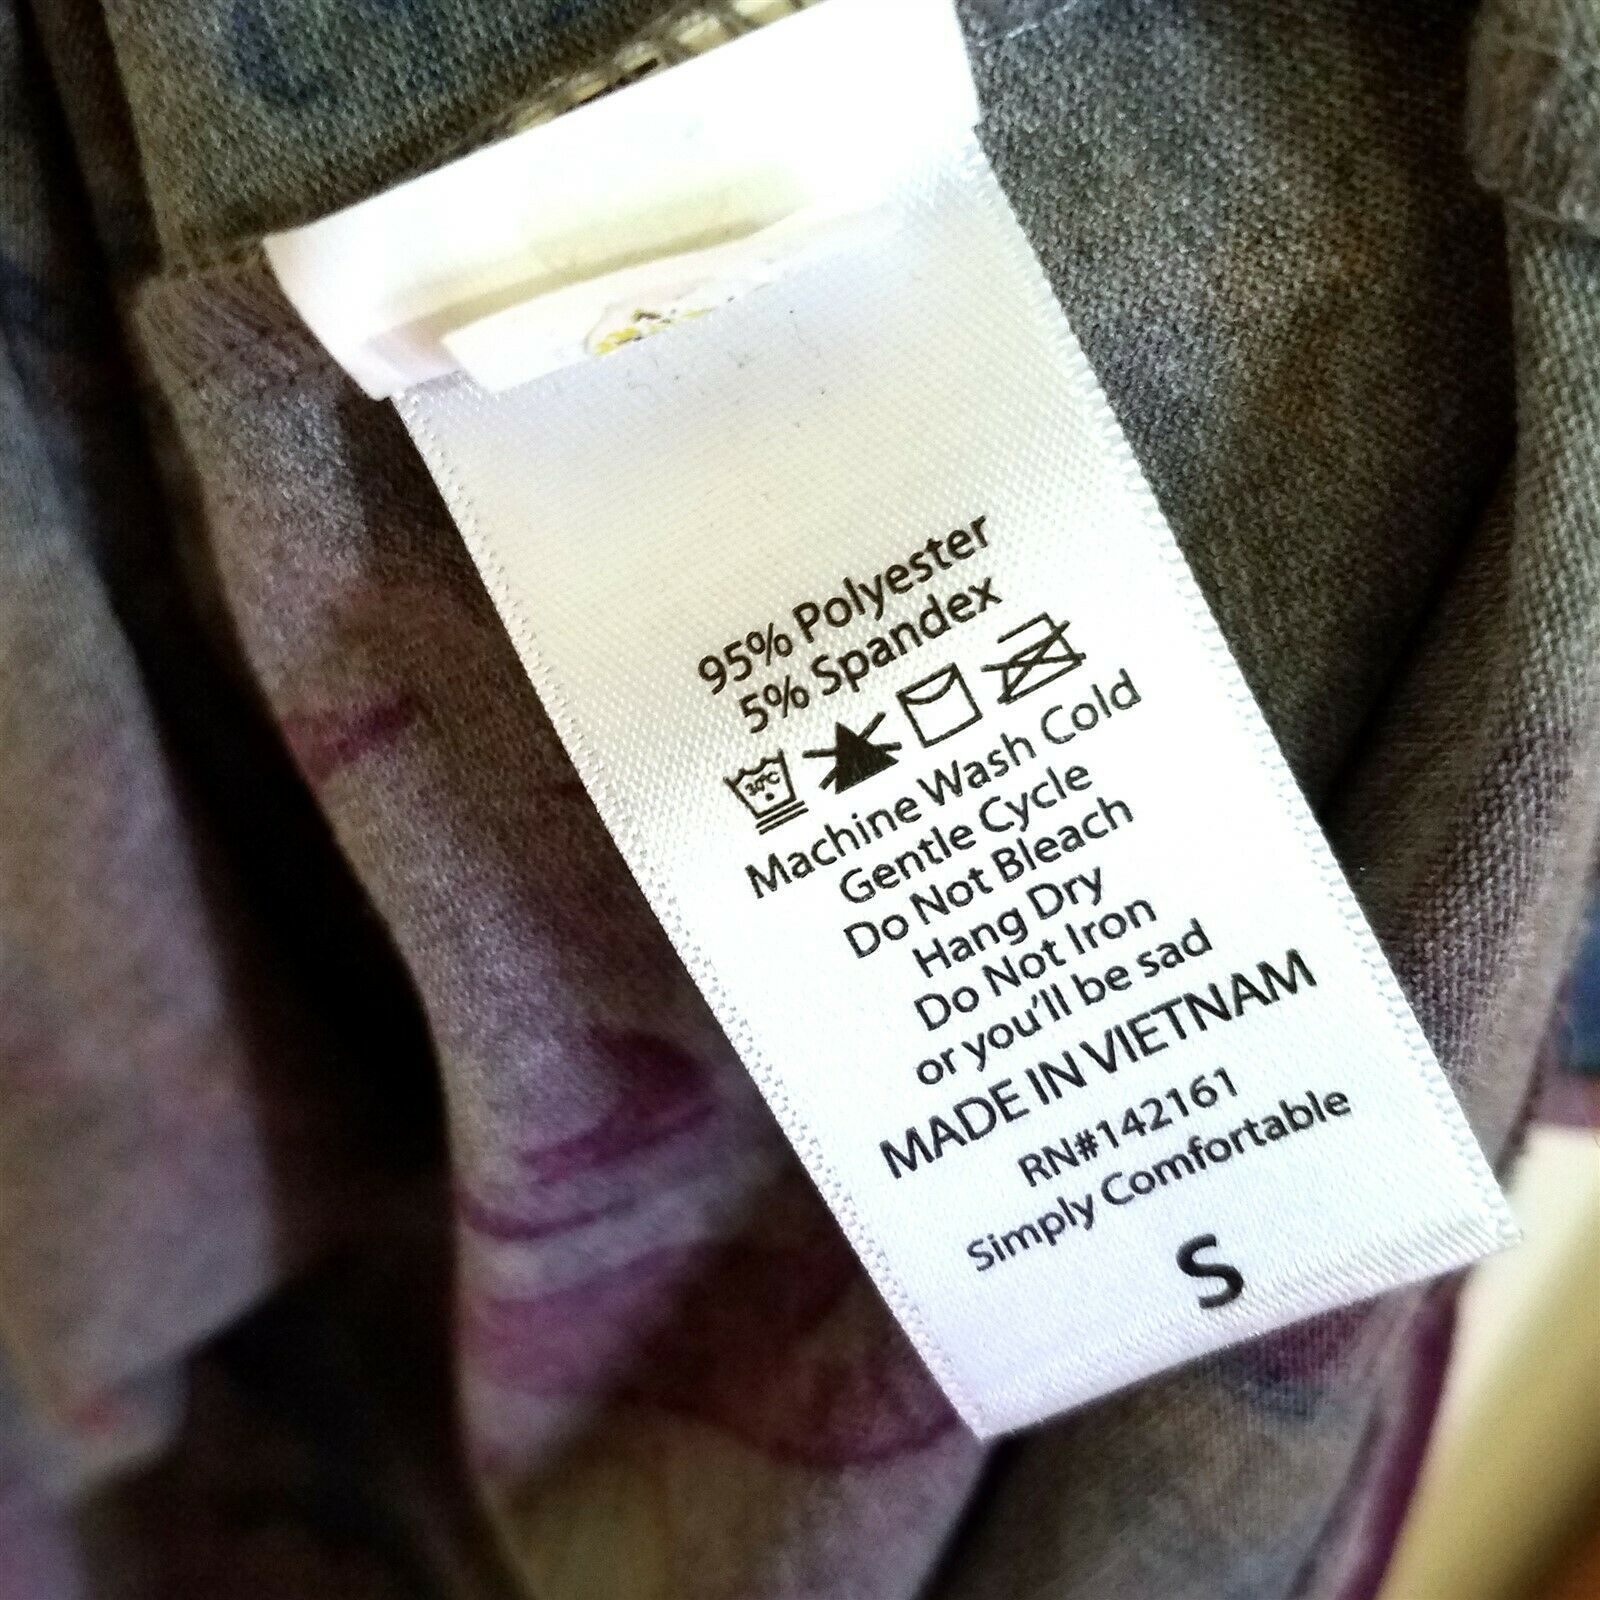 95% Polyester
5% Spandex
30°C
Machine Wash Cold
Gentle Cycle
Do Not Bleach
Hang Dry
Do Not Iron
or you'll be sad
MADE IN VIETNAM
RN#142161
Simply Comfortable
S